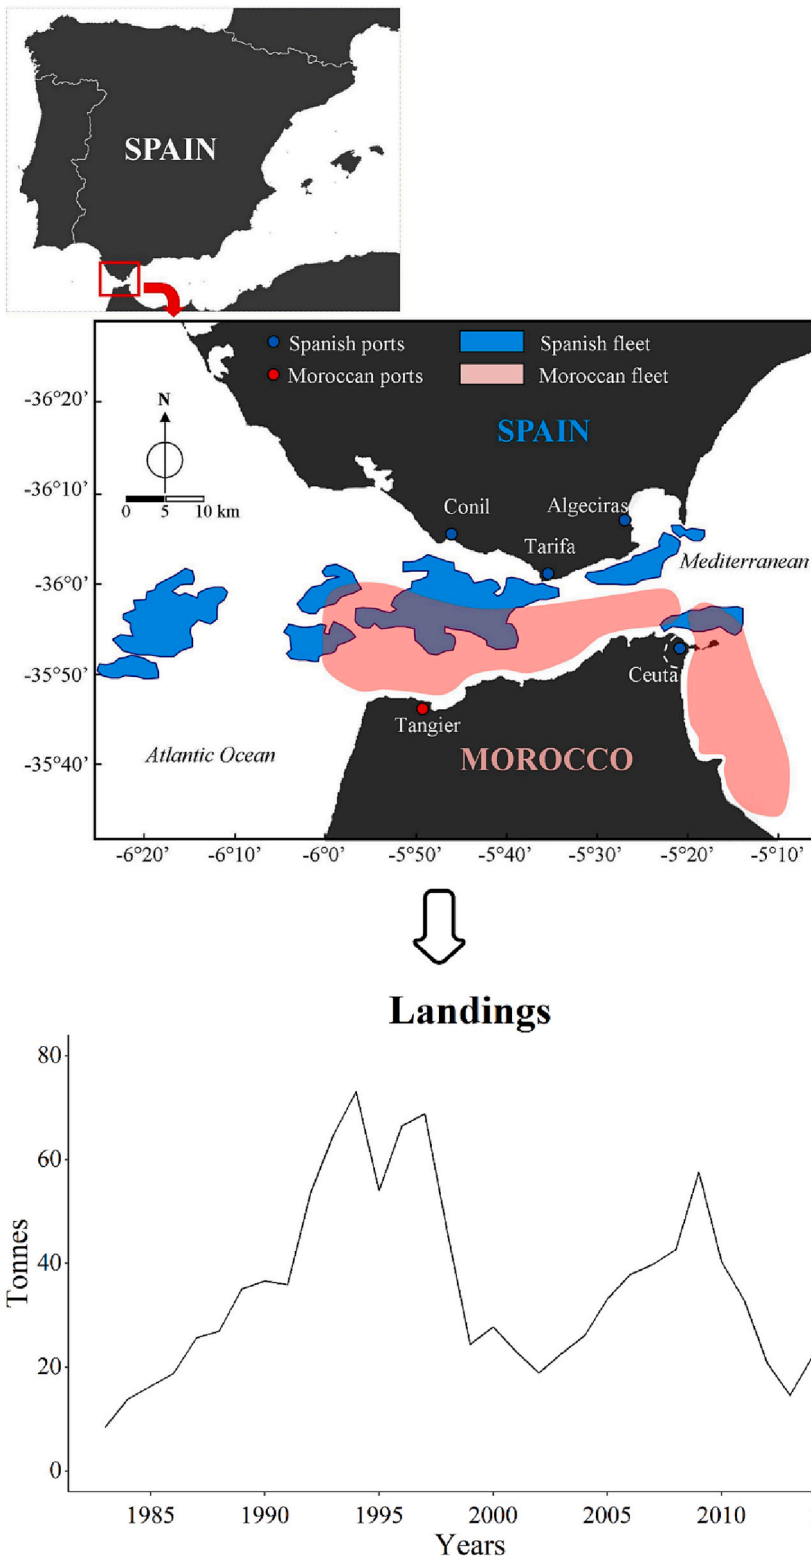 SPAIN
Spanish ports
Spanish fleet
Moroccan ports
Moroccan fleet
-36°20’
N
SPAIN
-36°10’
0 5 10 km
Conil
Algeciras
Tarifa
Mediterranean
-36°0’
-35°50’
Ceuta
Tangier
Atlantic Ocean
MOROCCO
-35°40’
-6°20’ -6°10’ -6°0’ -5°50’ -5°40’ -5°30’ -5°20’ -5°10’
Landings
80
60
Tonnes
40
20
0
1985 1990 1995 2000 2005 2010
Years